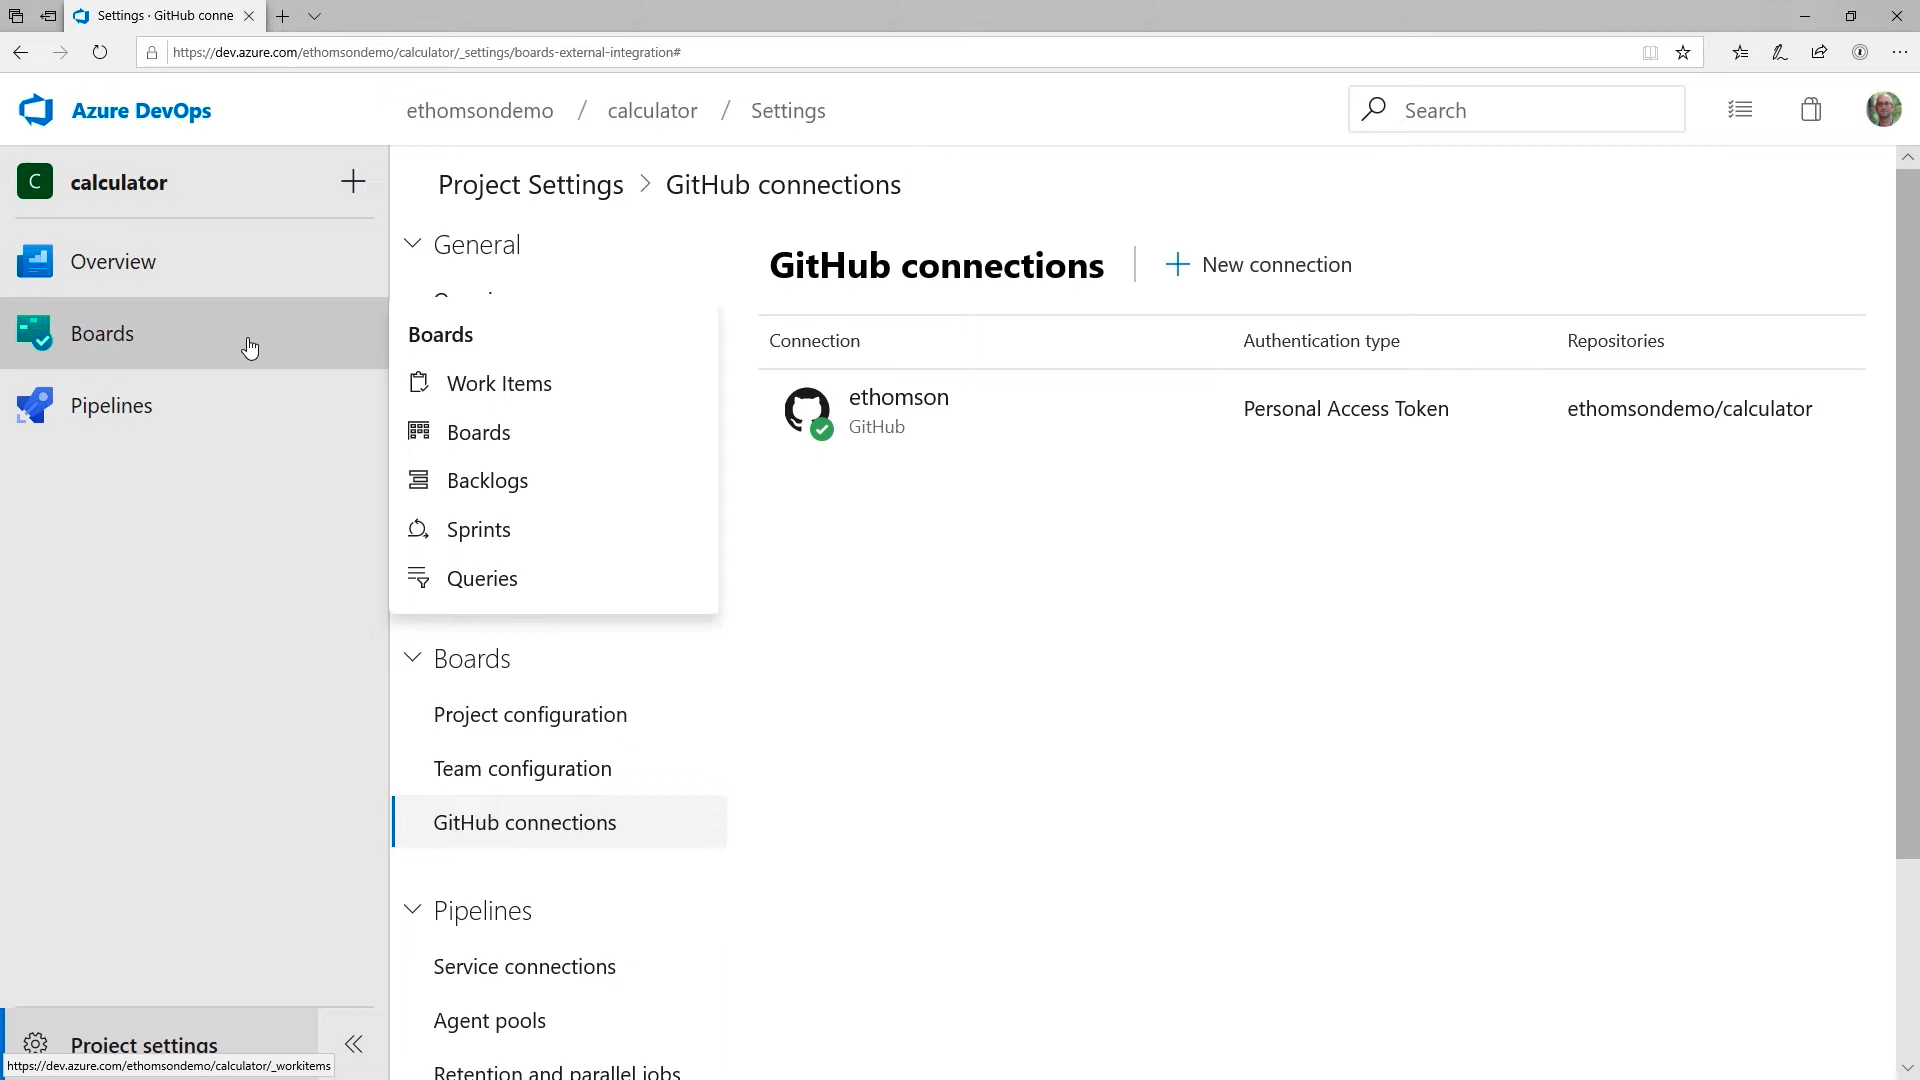 Settings · GitHub conne
https://dev.azure.com/ethomsondemo/calculator/_settings/boards-external-integration#
Azure DevOps
ethomsondemo / calculator / Settings
Search
C calculator
Overview
Boards
Pipelines
Project settings
https://dev.azure.com/ethomsondemo/calculator/_workitems
Project Settings > GitHub connections
General
Boards
Work Items
Boards
Backlogs
Sprints
Queries
Boards
Project configuration
Team configuration
GitHub connections
Pipelines
Service connections
Agent pools
Retention and parallel jobs
GitHub connections
New connection
Connection Authentication type Repositories
ethomson Personal Access Token ethomsondemo/calculator
GitHub